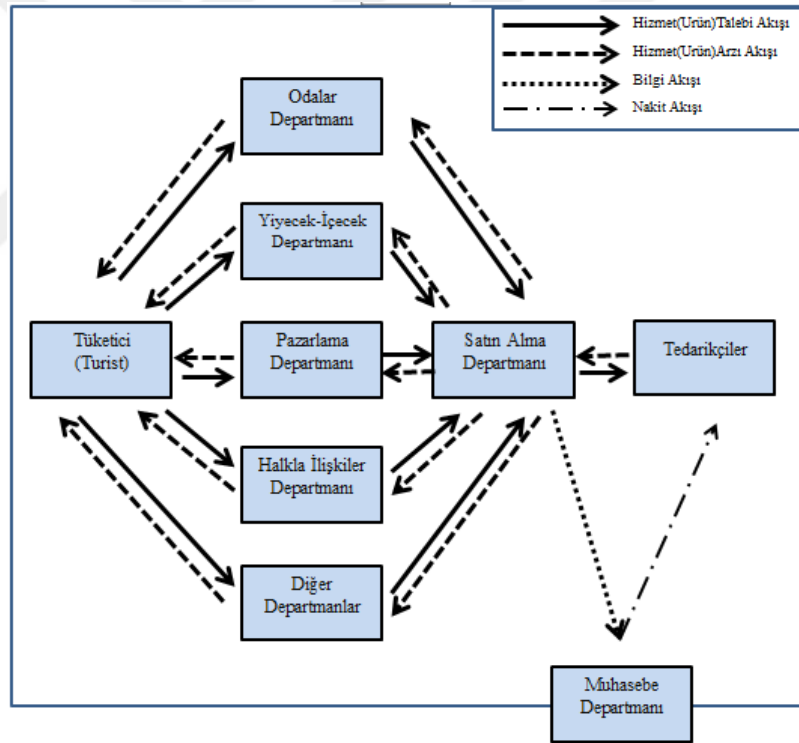 Hizmet(Ürün)Talebi Akışı
Hizmet(Ürün)Arzı Akışı
Bilgi Akışı
Nakit Akışı
Odalar
Departmanı
Yiyecek-İçecek
Departmanı
Tüketici
(Turist)
Pazarlama
Departmanı
Satın Alma
Departmanı
Tedarikçiler
Halkla İlişkiler
Departmanı
Diğer
Departmanlar
Muhasebe
Departmanı